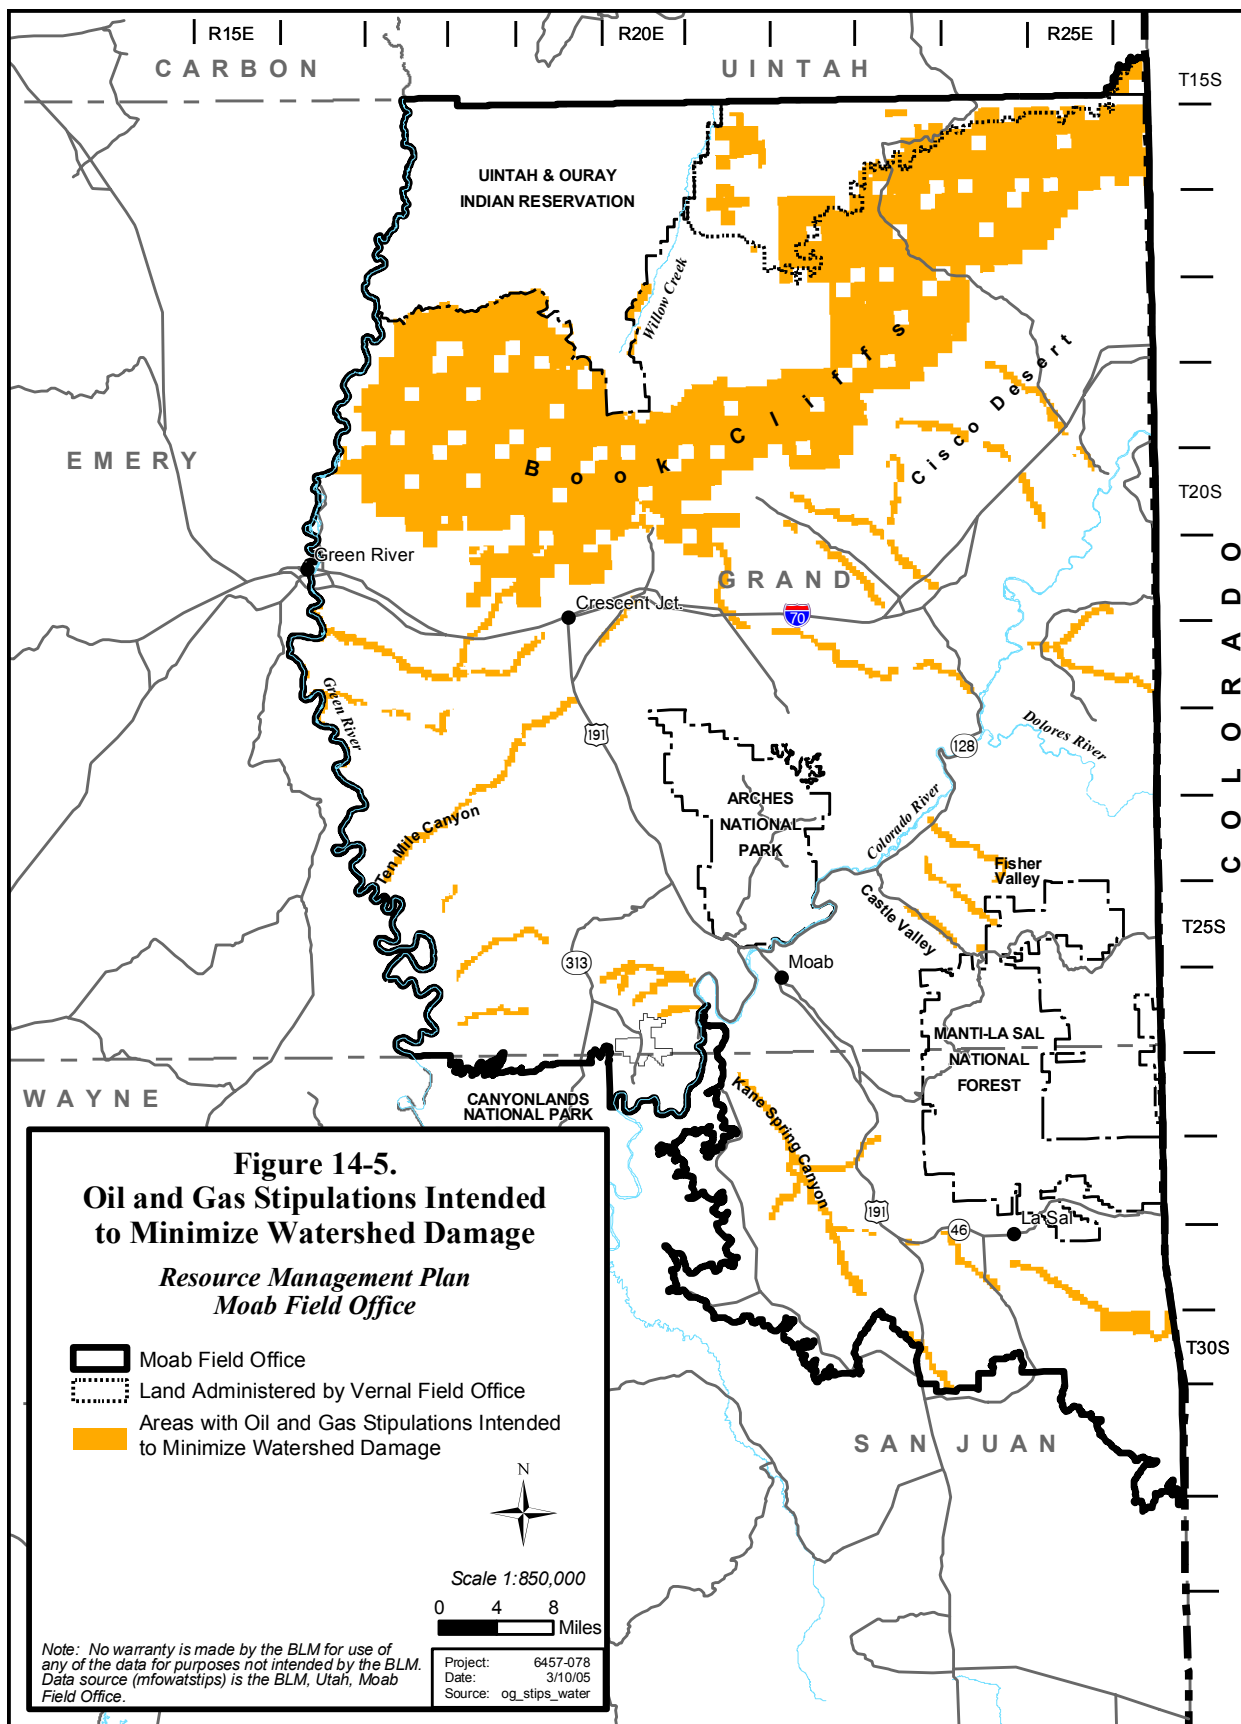 R15E
R20E
R25E
CARBON
UINTAH
T15S
UINTAH & OURAY
INDIAN RESERVATION
Willow Creek
Book Cliffs
Cisco Desert
EMERY
T20S
Green River
GRAND
Crescent Jct.
70
COLORADO
Green River
191
128
Dolores River
ARCHES
NATIONAL
PARK
Colorado River
Ten Mile Canyon
Fisher
Valley
Castle Valley
T25S
313
Moab
MANTI-LA SAL
NATIONAL
FOREST
WAYNE
CANYONLANDS
NATIONAL PARK
Kane Spring Canyon
191
46
La Sal
T30S
SAN JUAN
Figure 14-5.
Oil and Gas Stipulations Intended
to Minimize Watershed Damage
Resource Management Plan
Moab Field Office
Moab Field Office
Land Administered by Vernal Field Office
Areas with Oil and Gas Stipulations Intended
to Minimize Watershed Damage
N
Scale 1:850,000
0 4 8
Miles
Note: No warranty is made by the BLM for use of
any of the data for purposes not intended by the BLM.
Data source (mfowatstips) is the BLM, Utah, Moab
Field Office.
Project: 6457-078
Date: 3/10/05
Source: og_stips_water